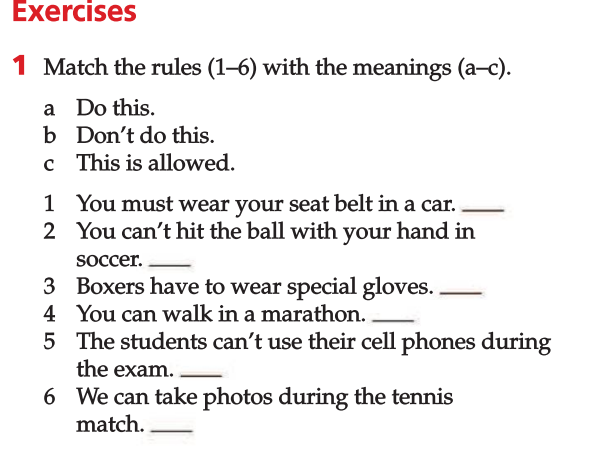 Exercises
1 Match the rules (1–6) with the meanings (a–c).
a Do this.
b Don't do this.
c This is allowed.
1 You must wear your seat belt in a car. ____
2 You can't hit the ball with your hand in
soccer. ____
3 Boxers have to wear special gloves. ____
4 You can walk in a marathon. ____
5 The students can't use their cell phones during
the exam. ____
6 We can take photos during the tennis
match. ____